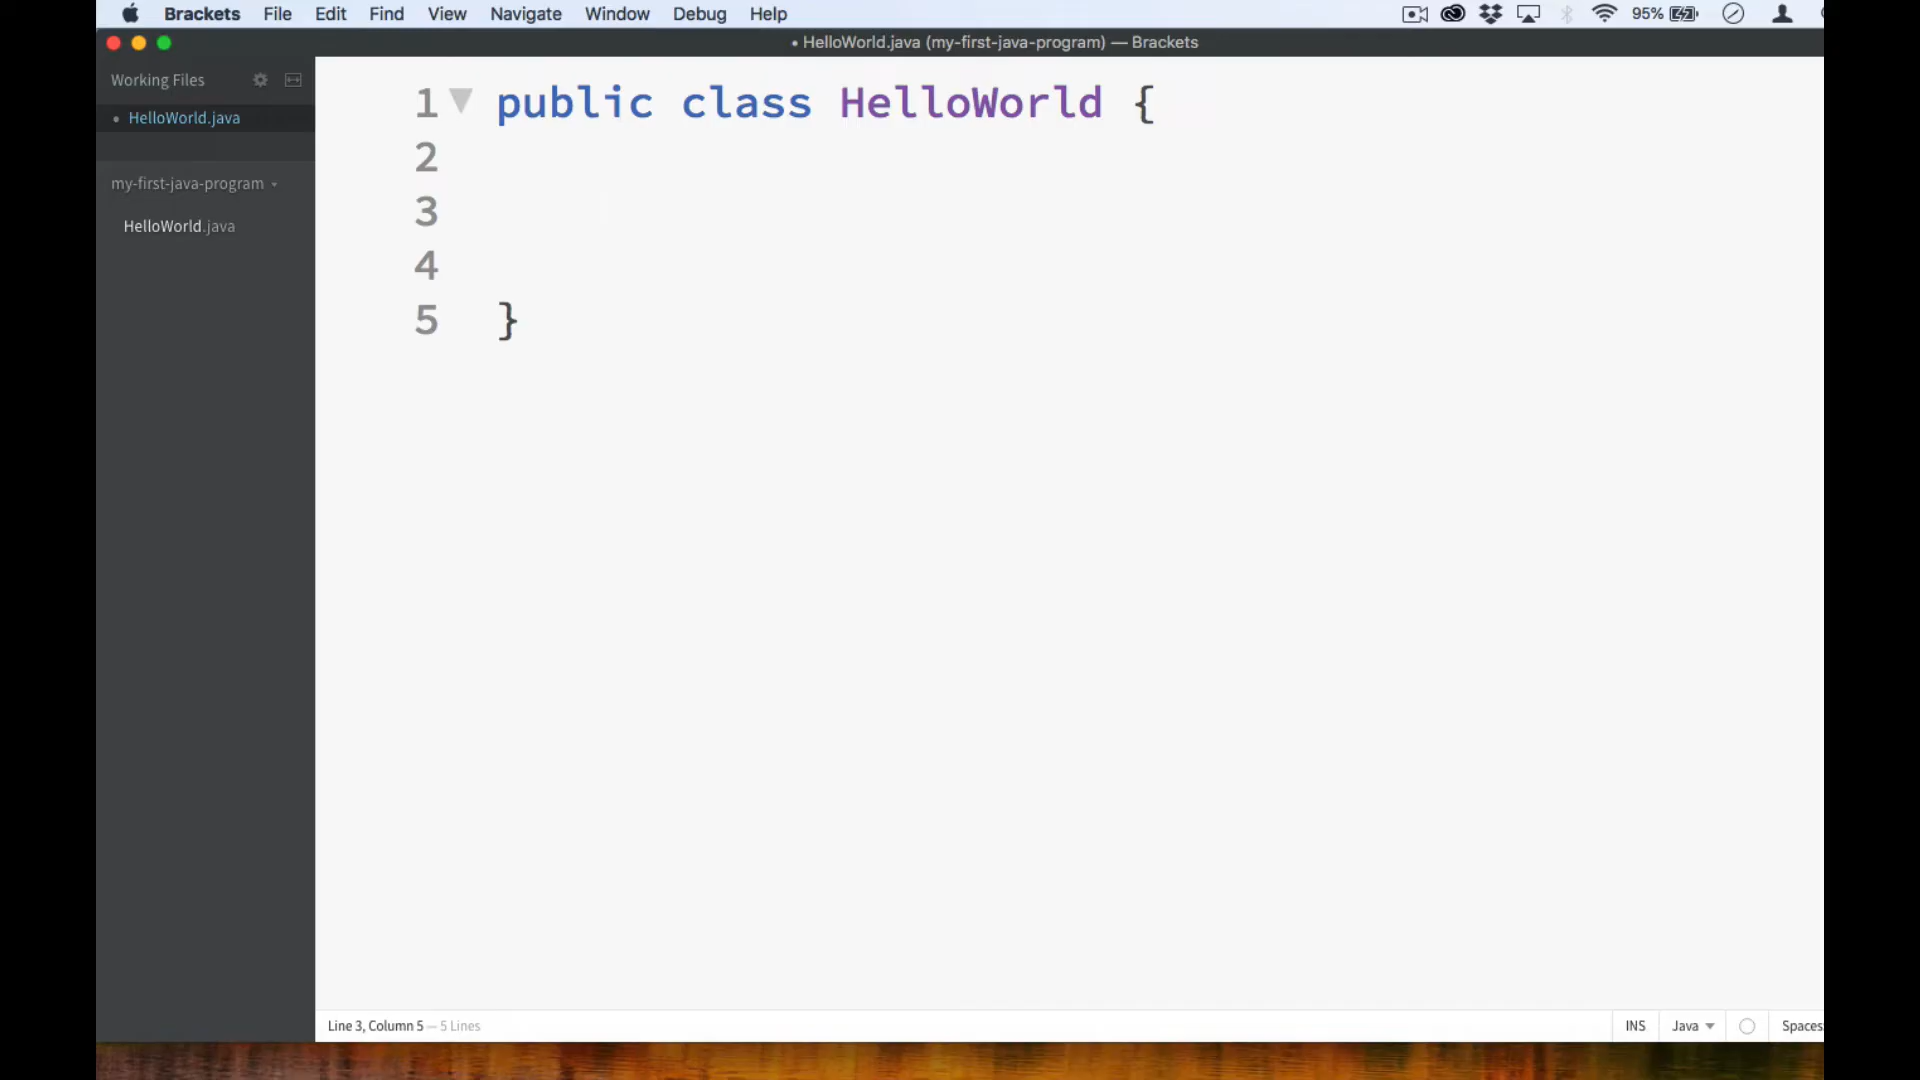 Brackets File Edit Find View Navigate Window Debug Help 95%
• HelloWorld.java (my-first-java-program) — Brackets
Working Files
• HelloWorld.java
my-first-java-program
HelloWorld.java
1 public class HelloWorld {
2
3
4
5 }
Line 3, Column 5 — 5 Lines
INS Java Spaces